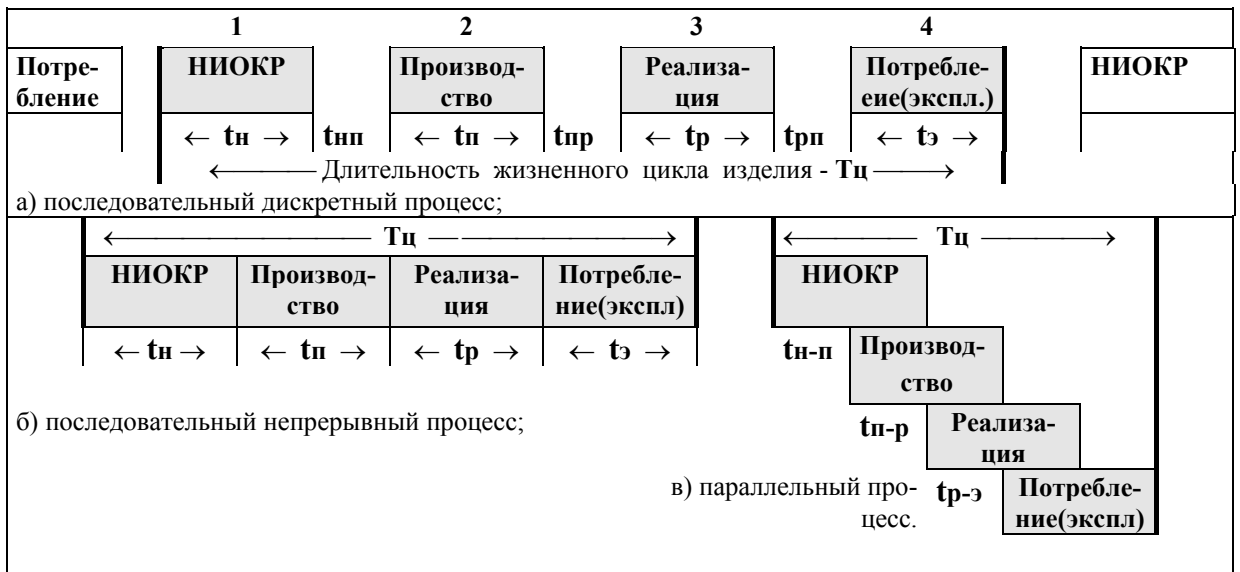 1 2 3 4
Потре-
бление
НИОКР
Производ-
ство
Реализа-
ция
Потребле-
еие(экспл.)
НИОКР
← tн → tнп ← tп → tпр ← tр → tрп ← tэ →
←——— Длительность жизненного цикла изделия - Тц ———→
а) последовательный дискретный процесс;
←———————— Тц ————————→
НИОКР
Производ-
ство
Реализа-
ция
Потребле-
ние(экспл)
← tн → ← tп → ← tр → ← tэ →
б) последовательный непрерывный процесс;
←————— Тц ————→
НИОКР
tн-п
Производ-
ство
tп-р
Реализа-
ция
tр-э
Потребле-
ние(экспл)
в) параллельный про-
цесс.